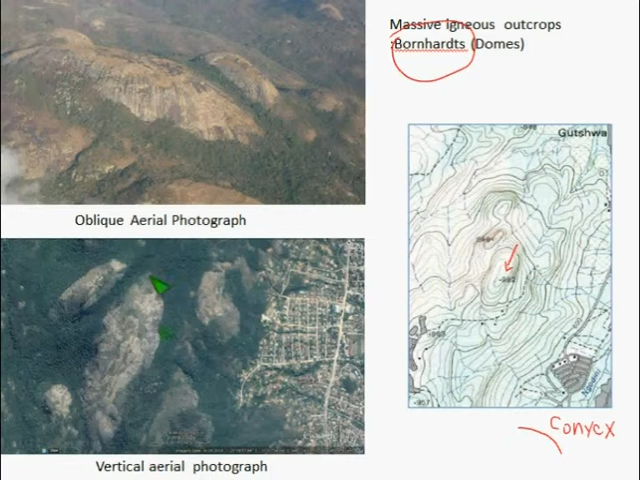 Massive igneous outcrops
:Bornhardts (Domes)
Gutshwa
Oblique Aerial Photograph
Vertical aerial photograph
convex